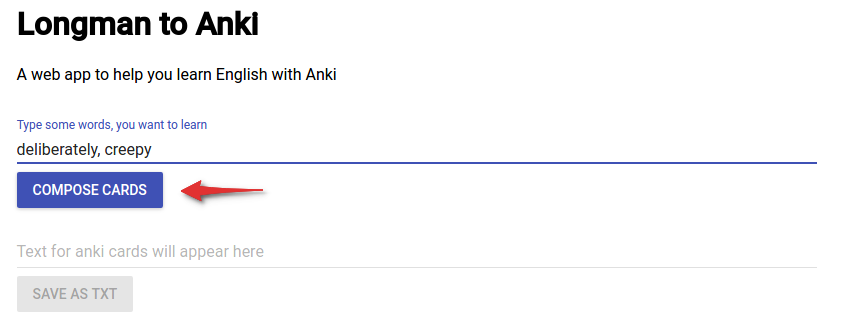 Longman to Anki
A web app to help you learn English with Anki
Type some words, you want to learn
deliberately, creepy
COMPOSE CARDS
Text for anki cards will appear here
SAVE AS TXT